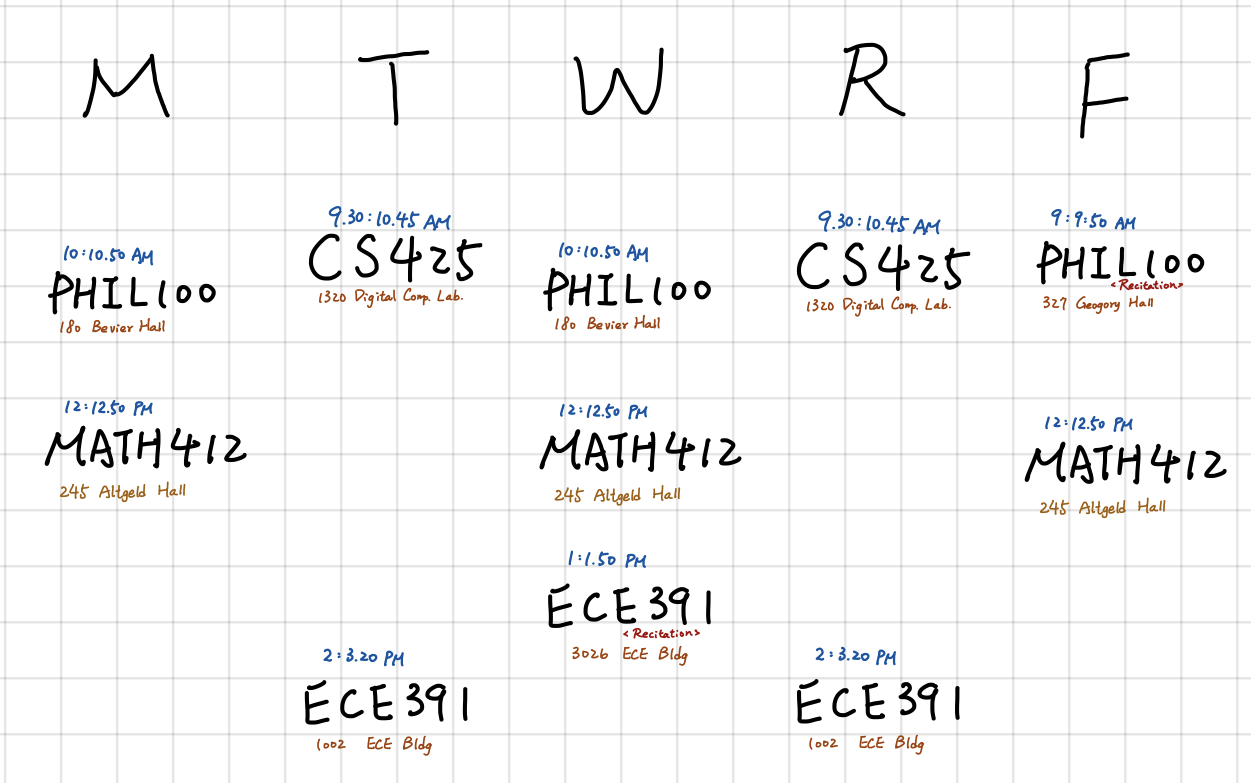 M T W R F
9.30:10.45 AM
CS425
1320 Digital Comp. Lab.
9.30:10.45 AM
CS425
1320 Digital Comp. Lab.
9:9:50 AM
PHIL100
<Recitation>
327 Geogory Hall
10:10.50 AM
PHIL100
180 Bevier Hall
10:10.50 AM
PHIL100
180 Bevier Hall
12:12.50 PM
MATH412
245 Altgeld Hall
12:12.50 PM
MATH412
245 Altgeld Hall
12:12.50 PM
MATH412
245 Altgeld Hall
1:1.50 PM
ECE391
<Recitation>
3026 ECE Bldg
2:3.20 PM
ECE391
1002 ECE Bldg
2:3.20 PM
ECE391
1002 ECE Bldg